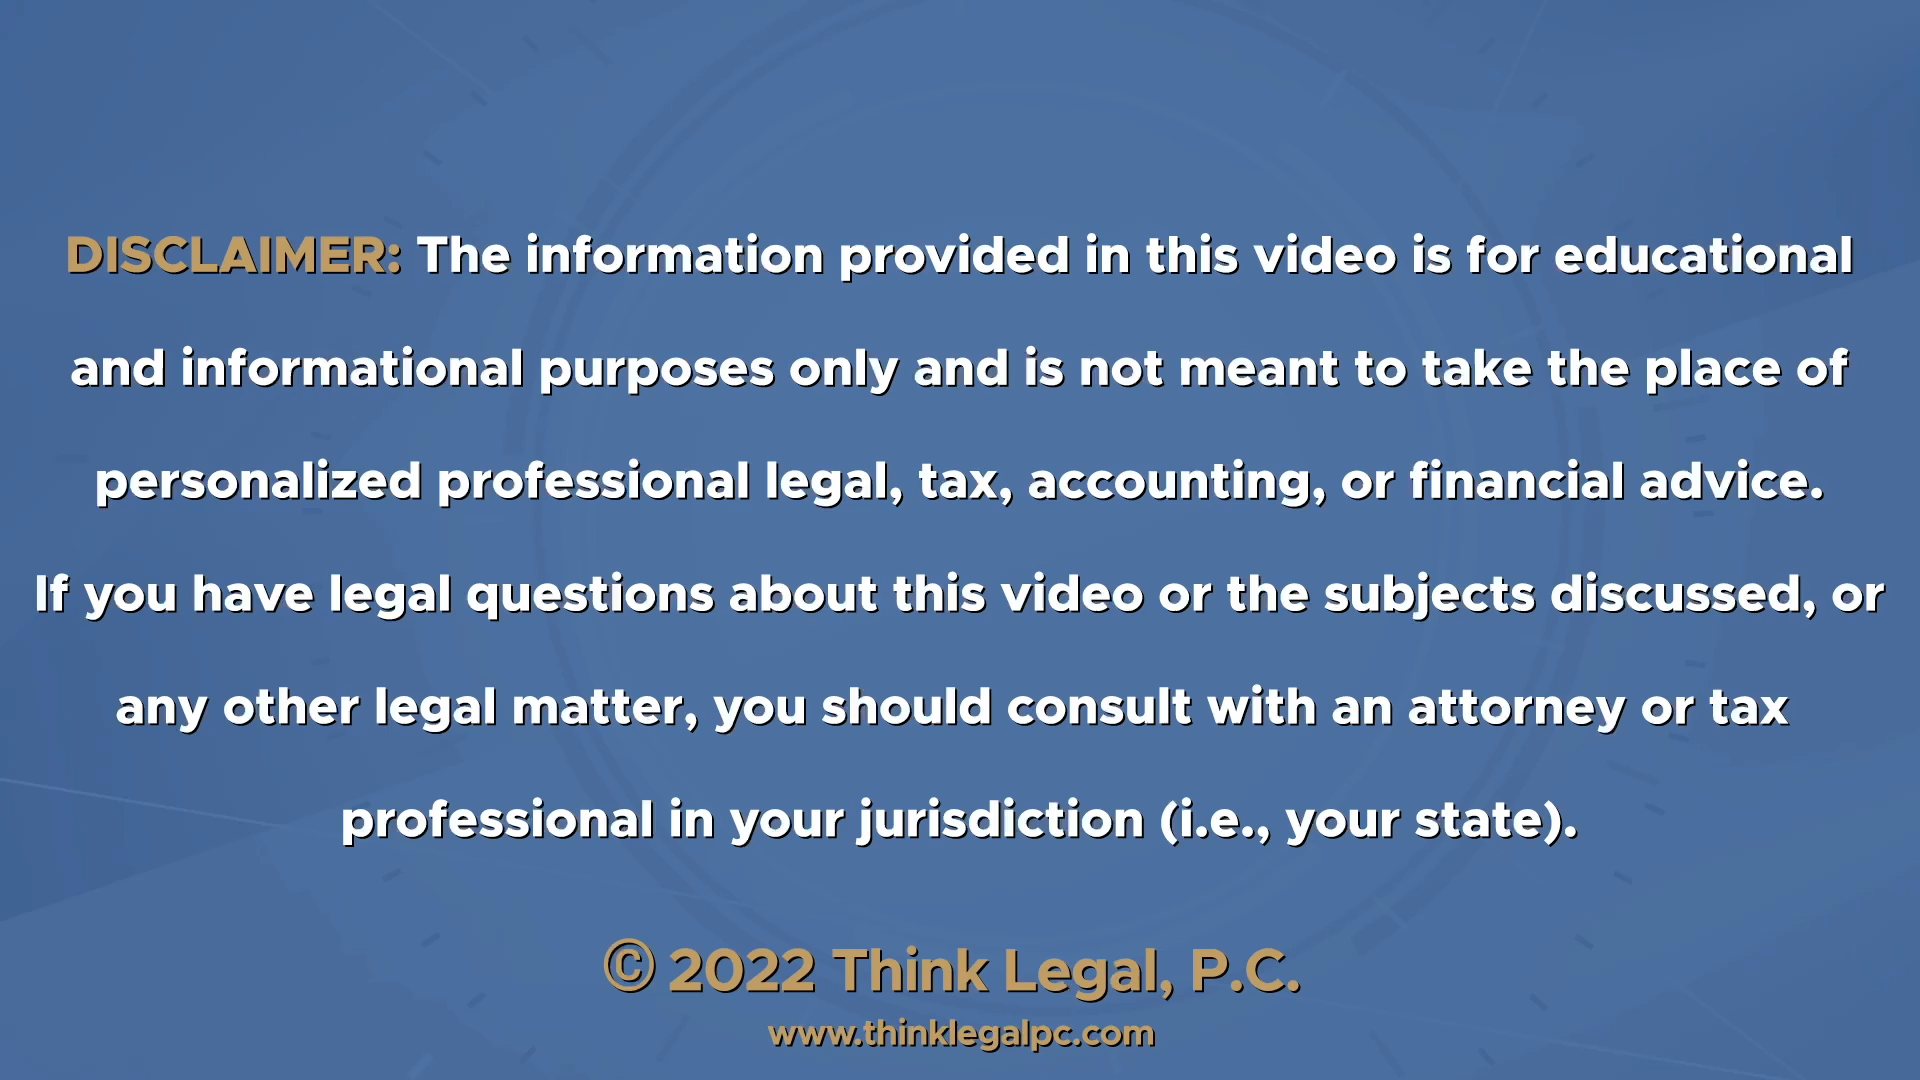 DISCLAIMER: The information provided in this video is for educational
and informational purposes only and is not meant to take the place of
personalized professional legal, tax, accounting, or financial advice.
If you have legal questions about this video or the subjects discussed, or
any other legal matter, you should consult with an attorney or tax
professional in your jurisdiction (i.e., your state).
© 2022 Think Legal, P.C.
www.thinklegalpc.com